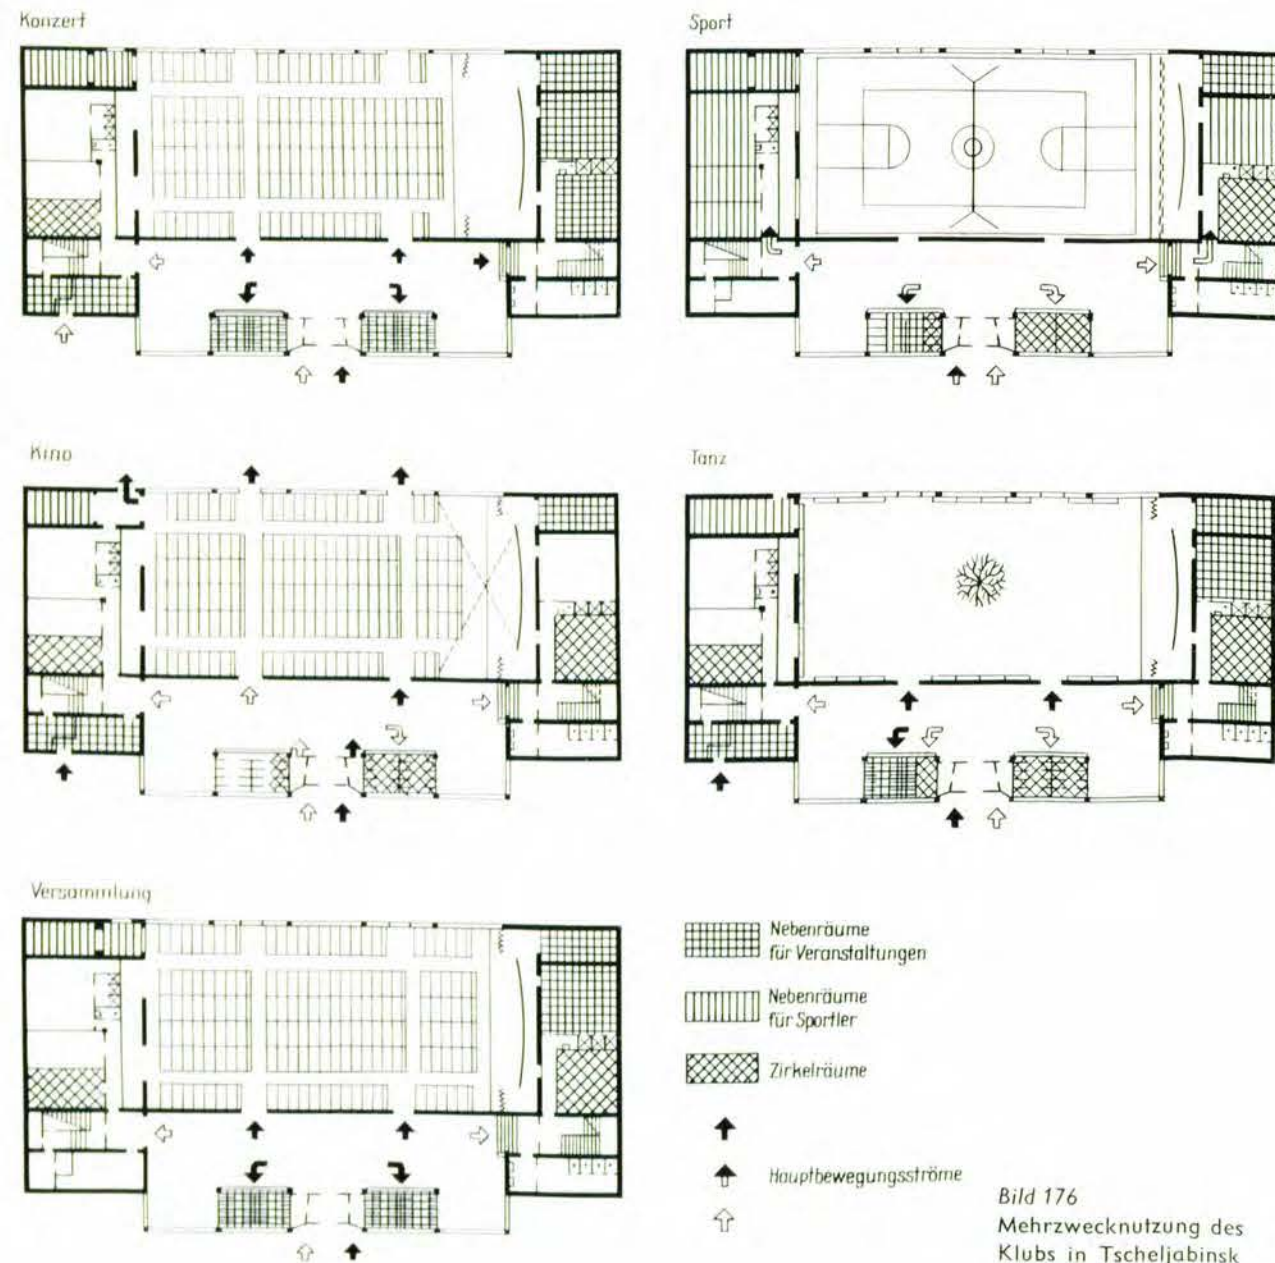 Konzert
Sport
Kino
Tanz
Versammlung
Nebenräume
für Veranstaltungen
Nebenräume
für Sportler
Zirkelräume
Hauptbewegungsströme
Bild 176
Mehrzwecknutzung des
Klubs in Tscheljabinsk